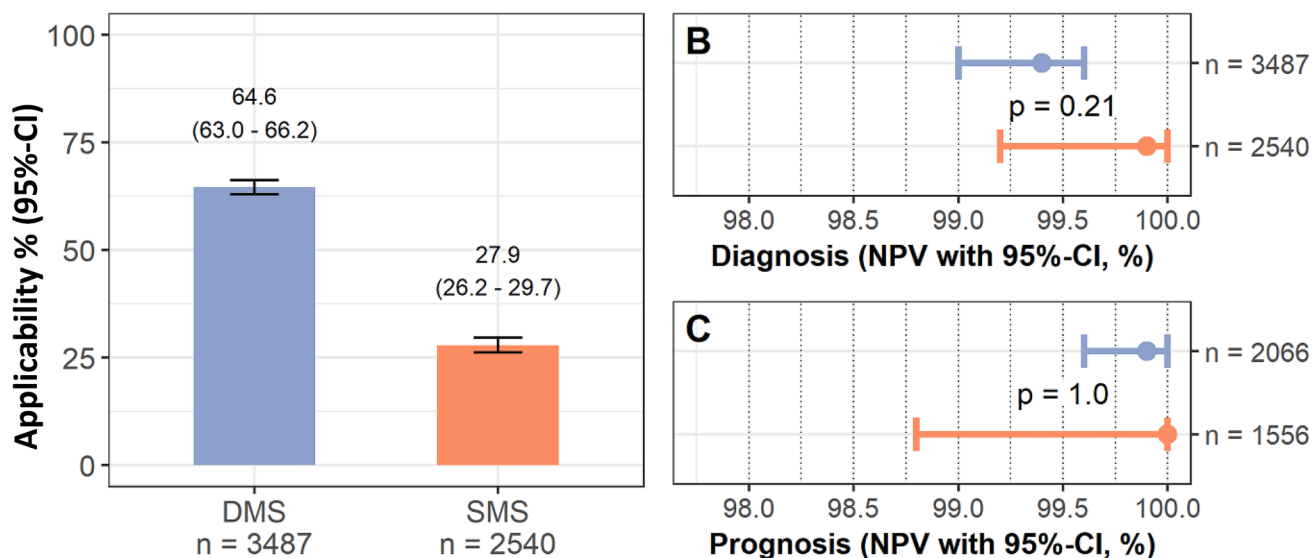 Applicability % (95%-CI)
100
75
50
25
0
64.6
(63.0 - 66.2)
27.9
(26.2 - 29.7)
DMS
n = 3487
SMS
n = 2540
B
n = 3487
p = 0.21
n = 2540
98.0 98.5 99.0 99.5 100.0
Diagnosis (NPV with 95%-CI, %)
C
n = 2066
p = 1.0
n = 1556
98.0 98.5 99.0 99.5 100.0
Prognosis (NPV with 95%-CI, %)